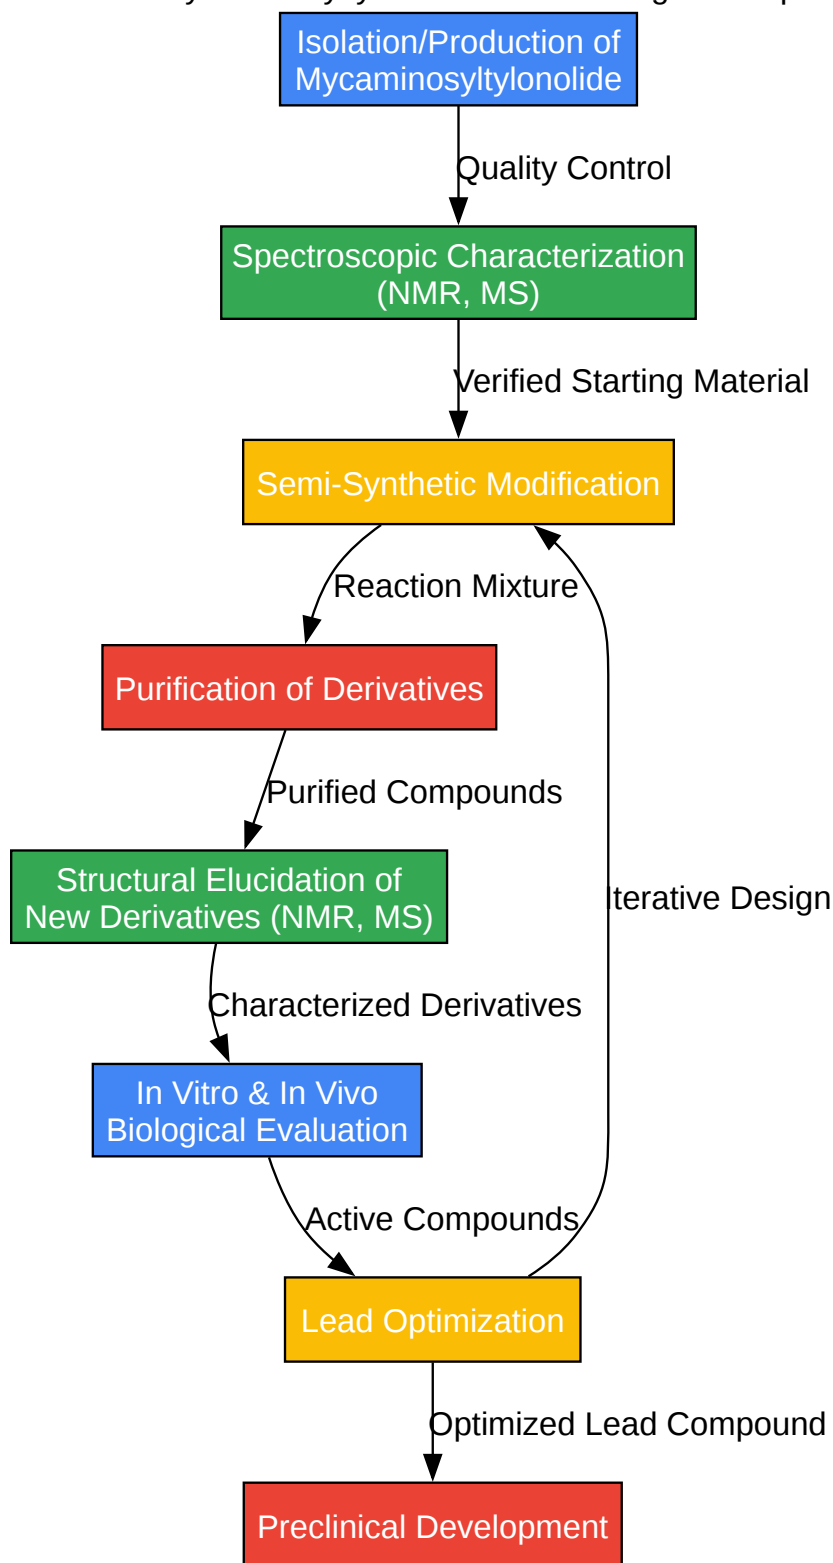 Isolation/Production of
Mycaminosyltylonolide
Quality Control
Spectroscopic Characterization
(NMR, MS)
Verified Starting Material
Semi-Synthetic Modification
Reaction Mixture
Purification of Derivatives
Purified Compounds
Structural Elucidation of
New Derivatives (NMR, MS)
Iterative Design
Characterized Derivatives
In Vitro & In Vivo
Biological Evaluation
Active Compounds
Lead Optimization
Optimized Lead Compound
Preclinical Development